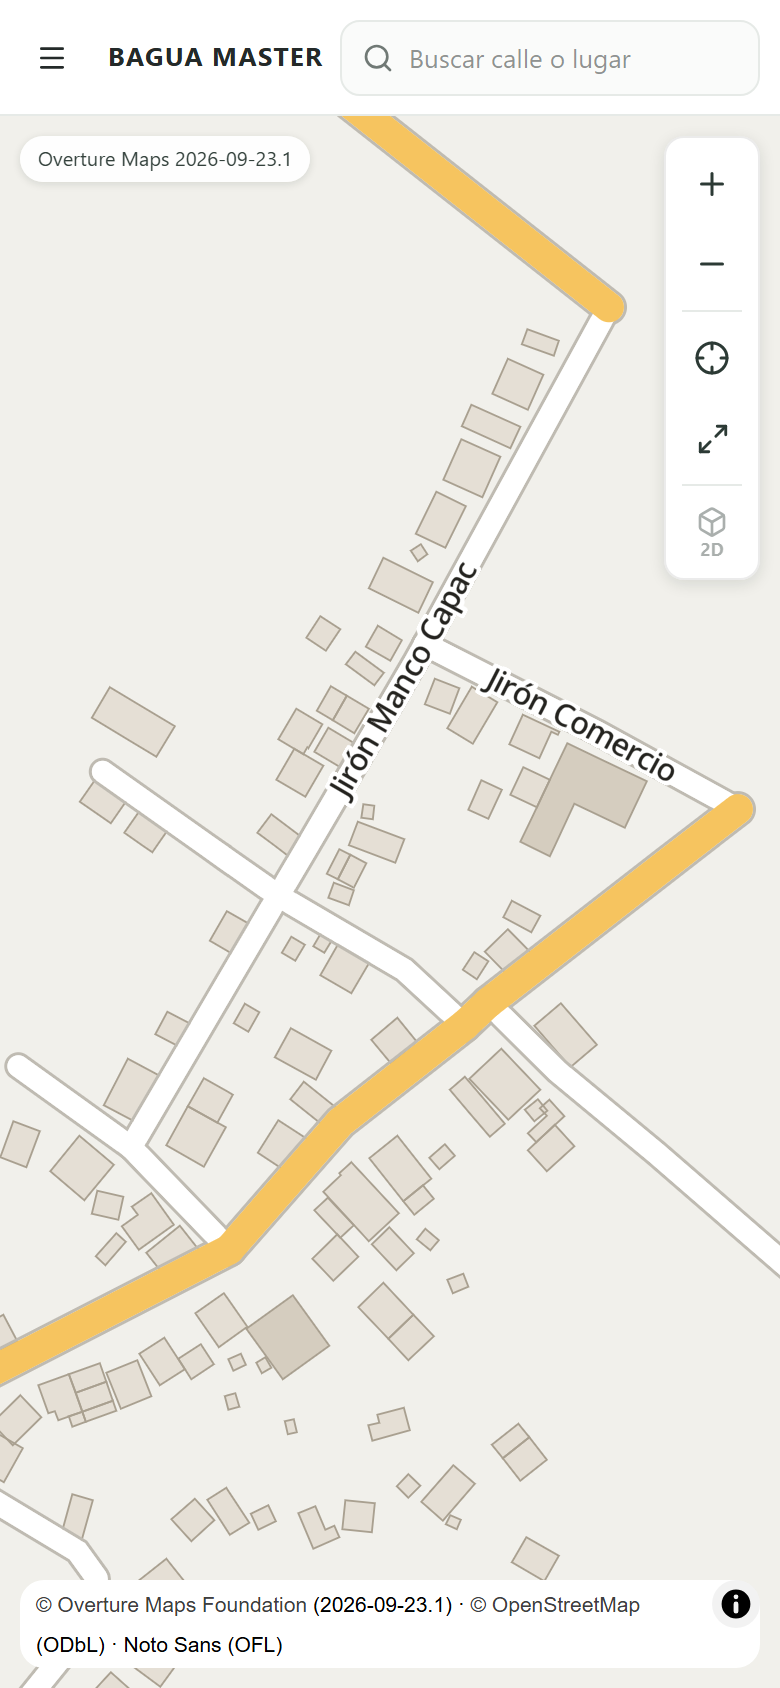 BAGUA MASTER
Buscar calle o lugar
Overture Maps 2026-09-23.1
2D
Jirón Manco Capac
Jirón Comercio
© Overture Maps Foundation (2026-09-23.1) · © OpenStreetMap
(ODbL) · Noto Sans (OFL)